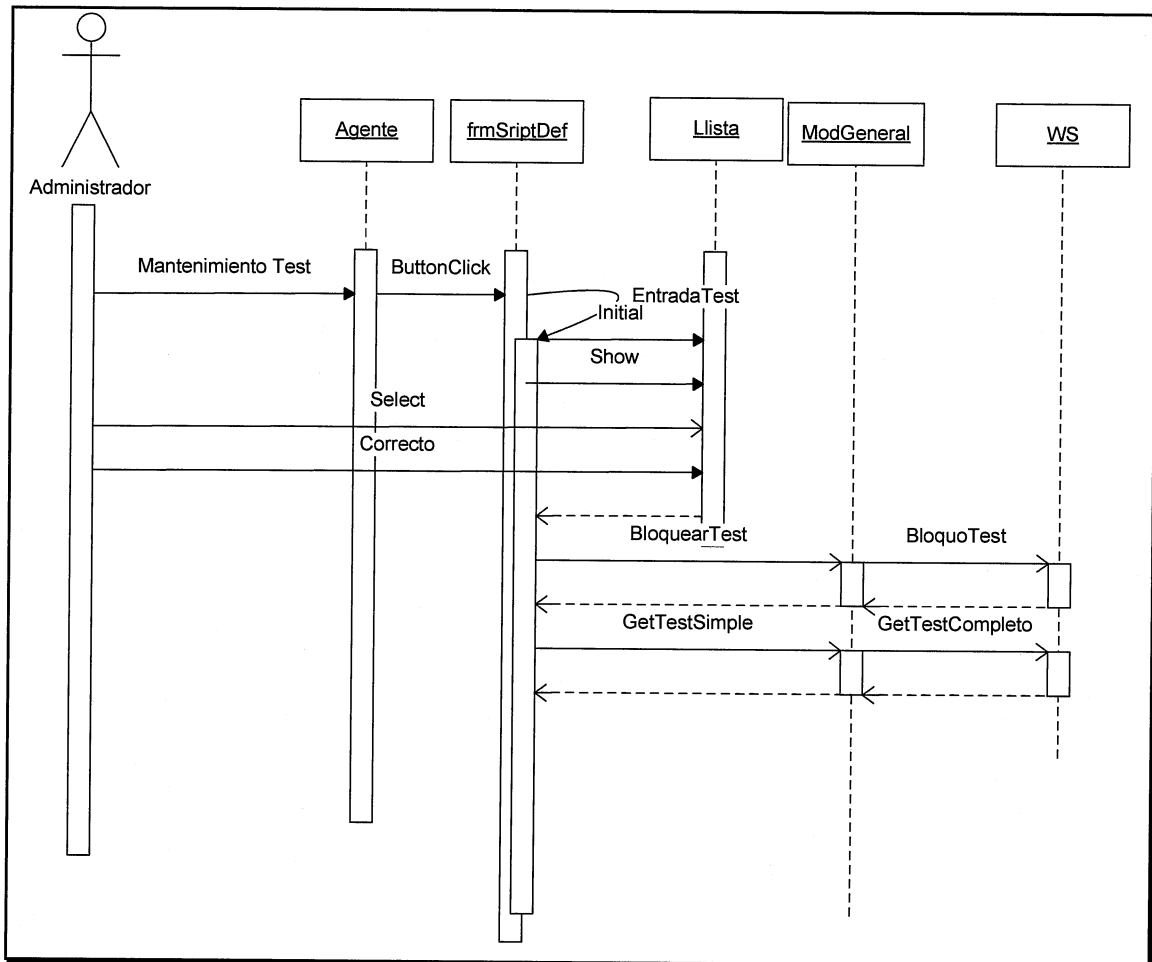 Agente
frmSriptDef
Llista
ModGeneral
WS
Administrador
Mantenimiento Test
ButtonClick
EntradaTest
Initial
Show
Select
Correcto
BloquearTest
BloquoTest
GetTestSimple
GetTestCompleto